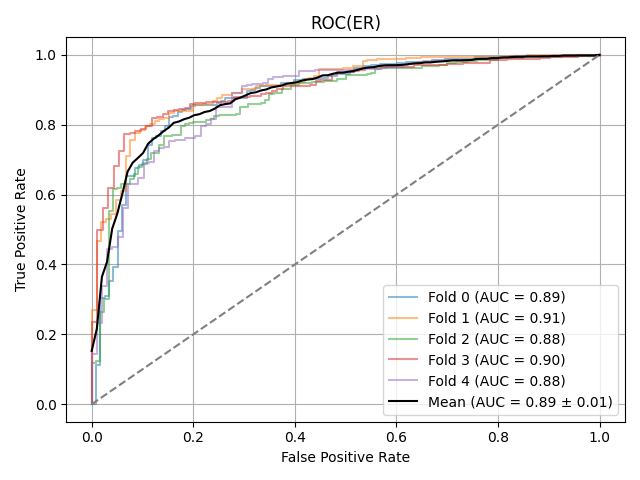 ROC(ER)
True Positive Rate
1.0
0.8
0.6
0.4
0.2
0.0
Fold 0 (AUC = 0.89)
Fold 1 (AUC = 0.91)
Fold 2 (AUC = 0.88)
Fold 3 (AUC = 0.90)
Fold 4 (AUC = 0.88)
Mean (AUC = 0.89 ± 0.01)
0.0 0.2 0.4 0.6 0.8 1.0
False Positive Rate